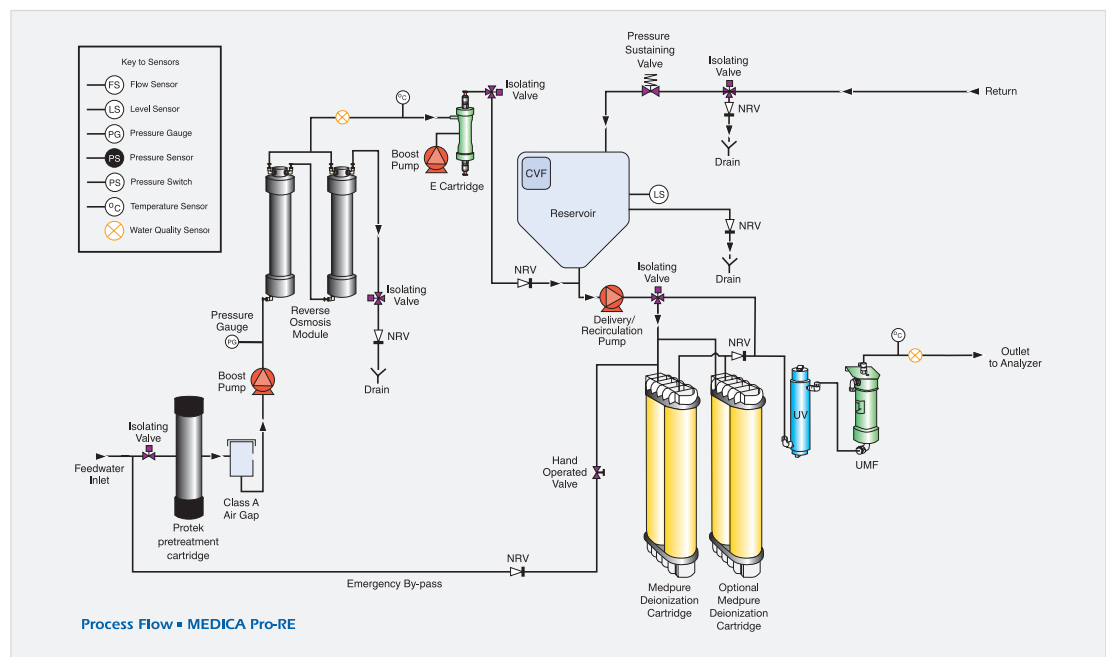 Key to Sensors
FS Flow Sensor
LS Level Sensor
PG Pressure Gauge
PS Pressure Sensor
PS Pressure Switch
°C Temperature Sensor
Water Quality Sensor
Pressure
Sustaining
Valve
Isolating
Valve
Return
NRV
Drain
°C
Isolating
Valve
Boost
Pump
E Cartridge
CVF
Reservoir
LS
NRV
Drain
NRV
Isolating
Valve
Delivery/
Recirculation
Pump
Isolating
Valve
NRV
Drain
Reverse
Osmosis
Module
Pressure
Gauge
PG
Boost
Pump
NRV
°C
Outlet
to Analyzer
UV
UMF
Isolating
Valve
Feedwater
Inlet
Protek
pretreatment
cartridge
Class A
Air Gap
Hand
Operated
Valve
NRV
Emergency By-pass
Medpure
Deionization
Cartridge
Optional
Medpure
Deionization
Cartridge
Process Flow ▪ MEDICA Pro-RE